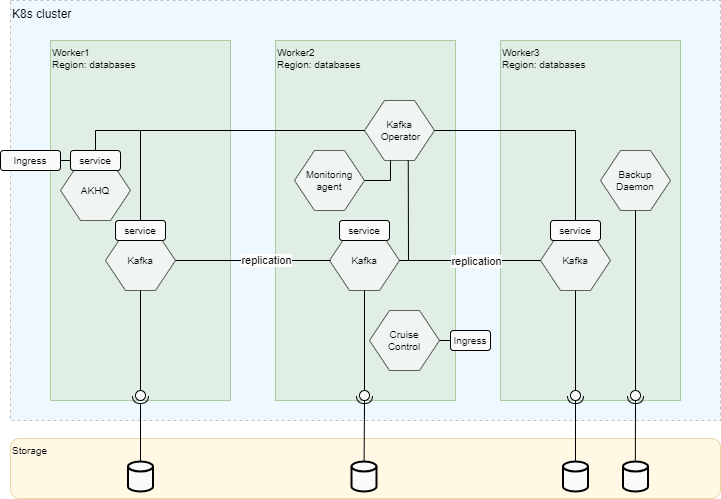 K8s cluster
Worker1
Region: databases
Worker2
Region: databases
Worker3
Region: databases
Kafka
Operator
Ingress
service
AKHQ
Monitoring
agent
Backup
Daemon
service
Kafka
replication
service
Kafka
replication
service
Kafka
Cruise
Control
Ingress
Storage